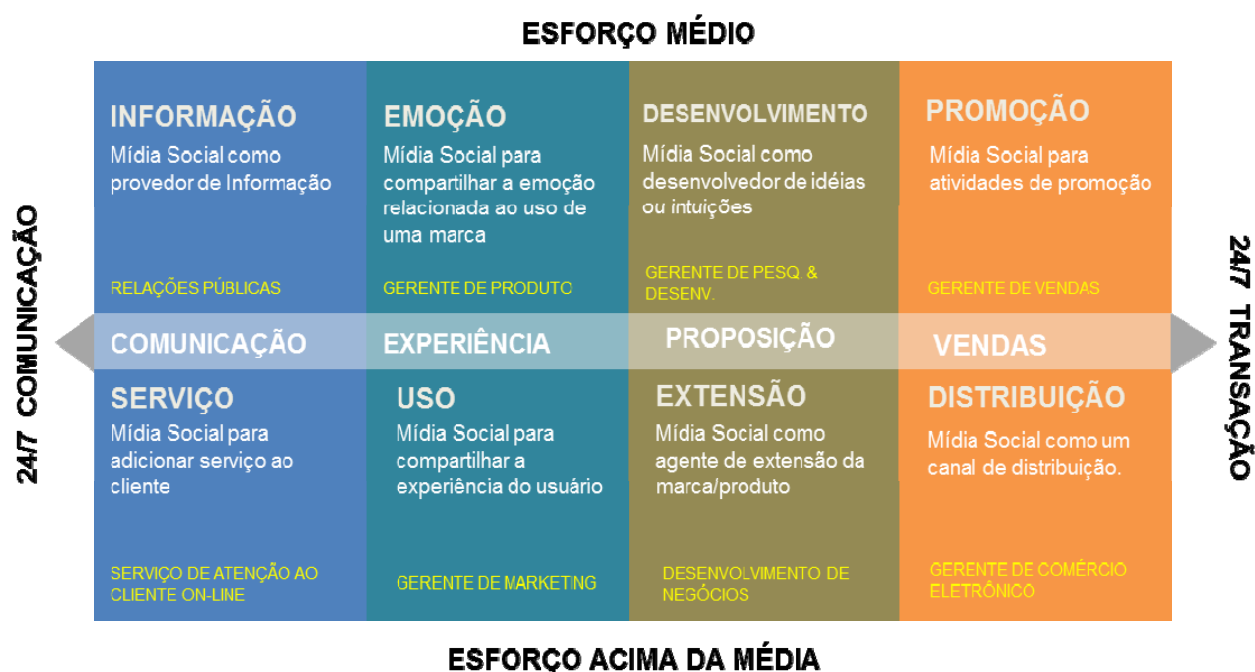 ESFORÇO MÉDIO
24/7 COMUNICAÇÃO
INFORMAÇÃO
Mídia Social como
provedor de Informação
RELAÇÕES PÚBLICAS
EMOÇÃO
Mídia Social para
compartilhar a emoção
relacionada ao uso de
uma marca
GERENTE DE PRODUTO
DESENVOLVIMENTO
Mídia Social como
desenvolvedor de idéias
ou intuições
GERENTE DE PESQ. &
DESENV.
PROMOÇÃO
Mídia Social para
atividades de promoção
GERENTE DE VENDAS
COMUNICAÇÃO
EXPERIÊNCIA
PROPOSIÇÃO
VENDAS
SERVIÇO
Mídia Social para
adicionar serviço ao
cliente
SERVIÇO DE ATENÇÃO AO
CLIENTE ON-LINE
USO
Mídia Social para
compartilhar a
experiência do usuário
GERENTE DE MARKETING
EXTENSÃO
Mídia Social como
agente de extensão da
marca/produto
DESENVOLVIMENTO DE
NEGÓCIOS
DISTRIBUIÇÃO
Mídia Social como um
canal de distribuição.
GERENTE DE COMÉRCIO
ELETRÔNICO
24/7 TRANSAÇÃO
ESFORÇO ACIMA DA MÉDIA